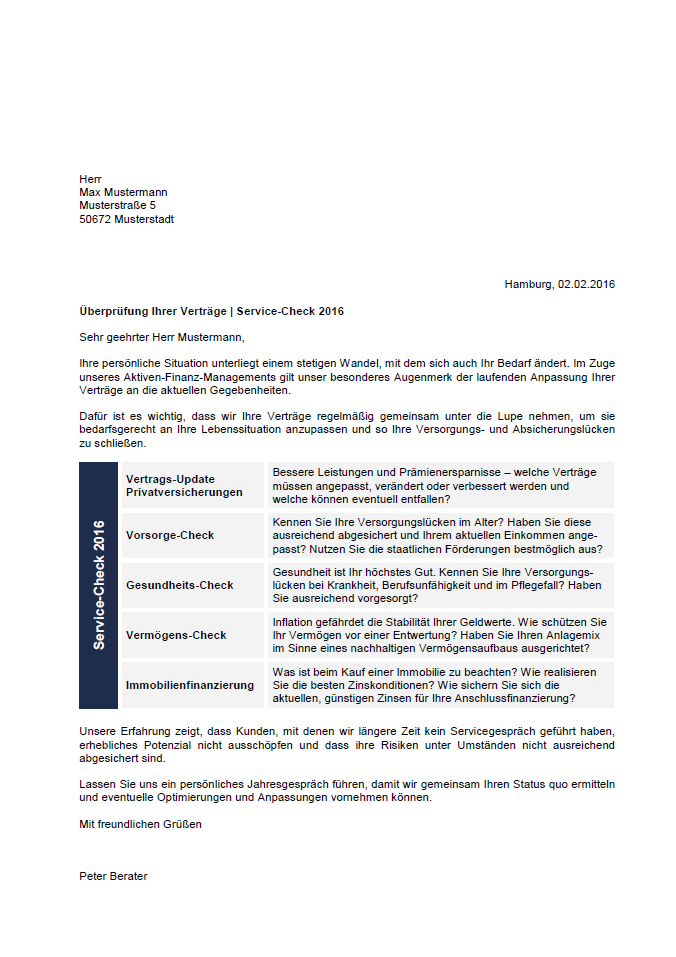 Herr
Max Mustermann
Musterstraße 5
50672 Musterstadt
Hamburg, 02.02.2016
Überprüfung Ihrer Verträge | Service-Check 2016
Sehr geehrter Herr Mustermann,
Ihre persönliche Situation unterliegt einem stetigen Wandel, mit dem sich auch Ihr Bedarf ändert. Im Zuge
unseres Aktiven-Finanz-Managements gilt unser besonderes Augenmerk der laufenden Anpassung Ihrer
Verträge an die aktuellen Gegebenheiten.
Dafür ist es wichtig, dass wir Ihre Verträge regelmäßig gemeinsam unter die Lupe nehmen, um sie
bedarfsgerecht an Ihre Lebenssituation anzupassen und so Ihre Versorgungs- und Absicherungslücken
zu schließen.
Service-Check 2016
Vertrags-Update
Privatversicherungen
Bessere Leistungen und Prämienersparnisse – welche Verträge
müssen angepasst, verändert oder verbessert werden und
welche können eventuell entfallen?
Vorsorge-Check
Kennen Sie Ihre Versorgungslücken im Alter? Haben Sie diese
ausreichend abgesichert und Ihrem aktuellen Einkommen ange-
passt? Nutzen Sie die staatlichen Förderungen bestmöglich aus?
Gesundheits-Check
Gesundheit ist Ihr höchstes Gut. Kennen Sie Ihre Versorgungs-
lücken bei Krankheit, Berufsunfähigkeit und im Pflegefall? Haben
Sie ausreichend vorgesorgt?
Vermögens-Check
Inflation gefährdet die Stabilität Ihrer Geldwerte. Wie schützen Sie
Ihr Vermögen vor einer Entwertung? Haben Sie Ihren Anlagemix
im Sinne eines nachhaltigen Vermögensaufbaus ausgerichtet?
Immobilienfinanzierung
Was ist beim Kauf einer Immobilie zu beachten? Wie realisieren
Sie die besten Zinskonditionen? Wie sichern Sie sich die
aktuellen, günstigen Zinsen für Ihre Anschlussfinanzierung?
Unsere Erfahrung zeigt, dass Kunden, mit denen wir längere Zeit kein Servicegespräch geführt haben,
erhebliches Potenzial nicht ausschöpfen und dass ihre Risiken unter Umständen nicht ausreichend
abgesichert sind.
Lassen Sie uns ein persönliches Jahresgespräch führen, damit wir gemeinsam Ihren Status quo ermitteln
und eventuelle Optimierungen und Anpassungen vornehmen können.
Mit freundlichen Grüßen
Peter Berater